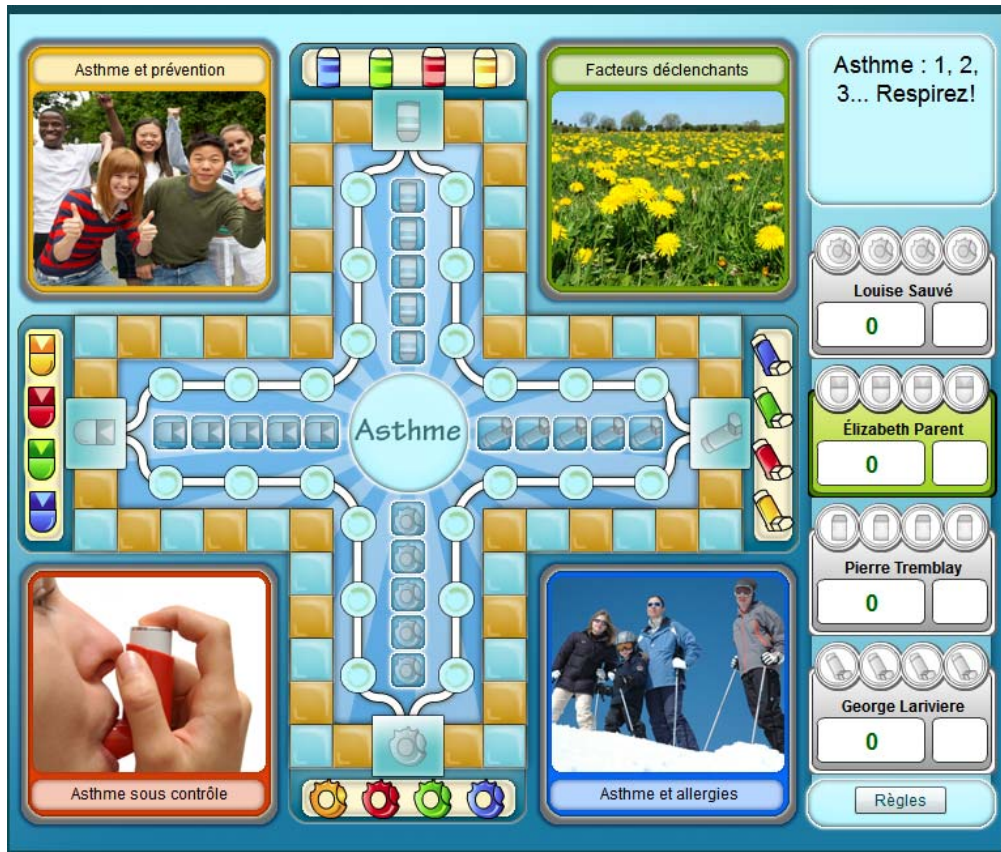 Asthme et prévention
Facteurs déclenchants
Asthme : 1, 2,
3... Respirez!
Louise Sauvé
0
Asthme
Élizabeth Parent
0
Pierre Tremblay
0
George Lariviere
0
Asthme sous contrôle
Asthme et allergies
Règles